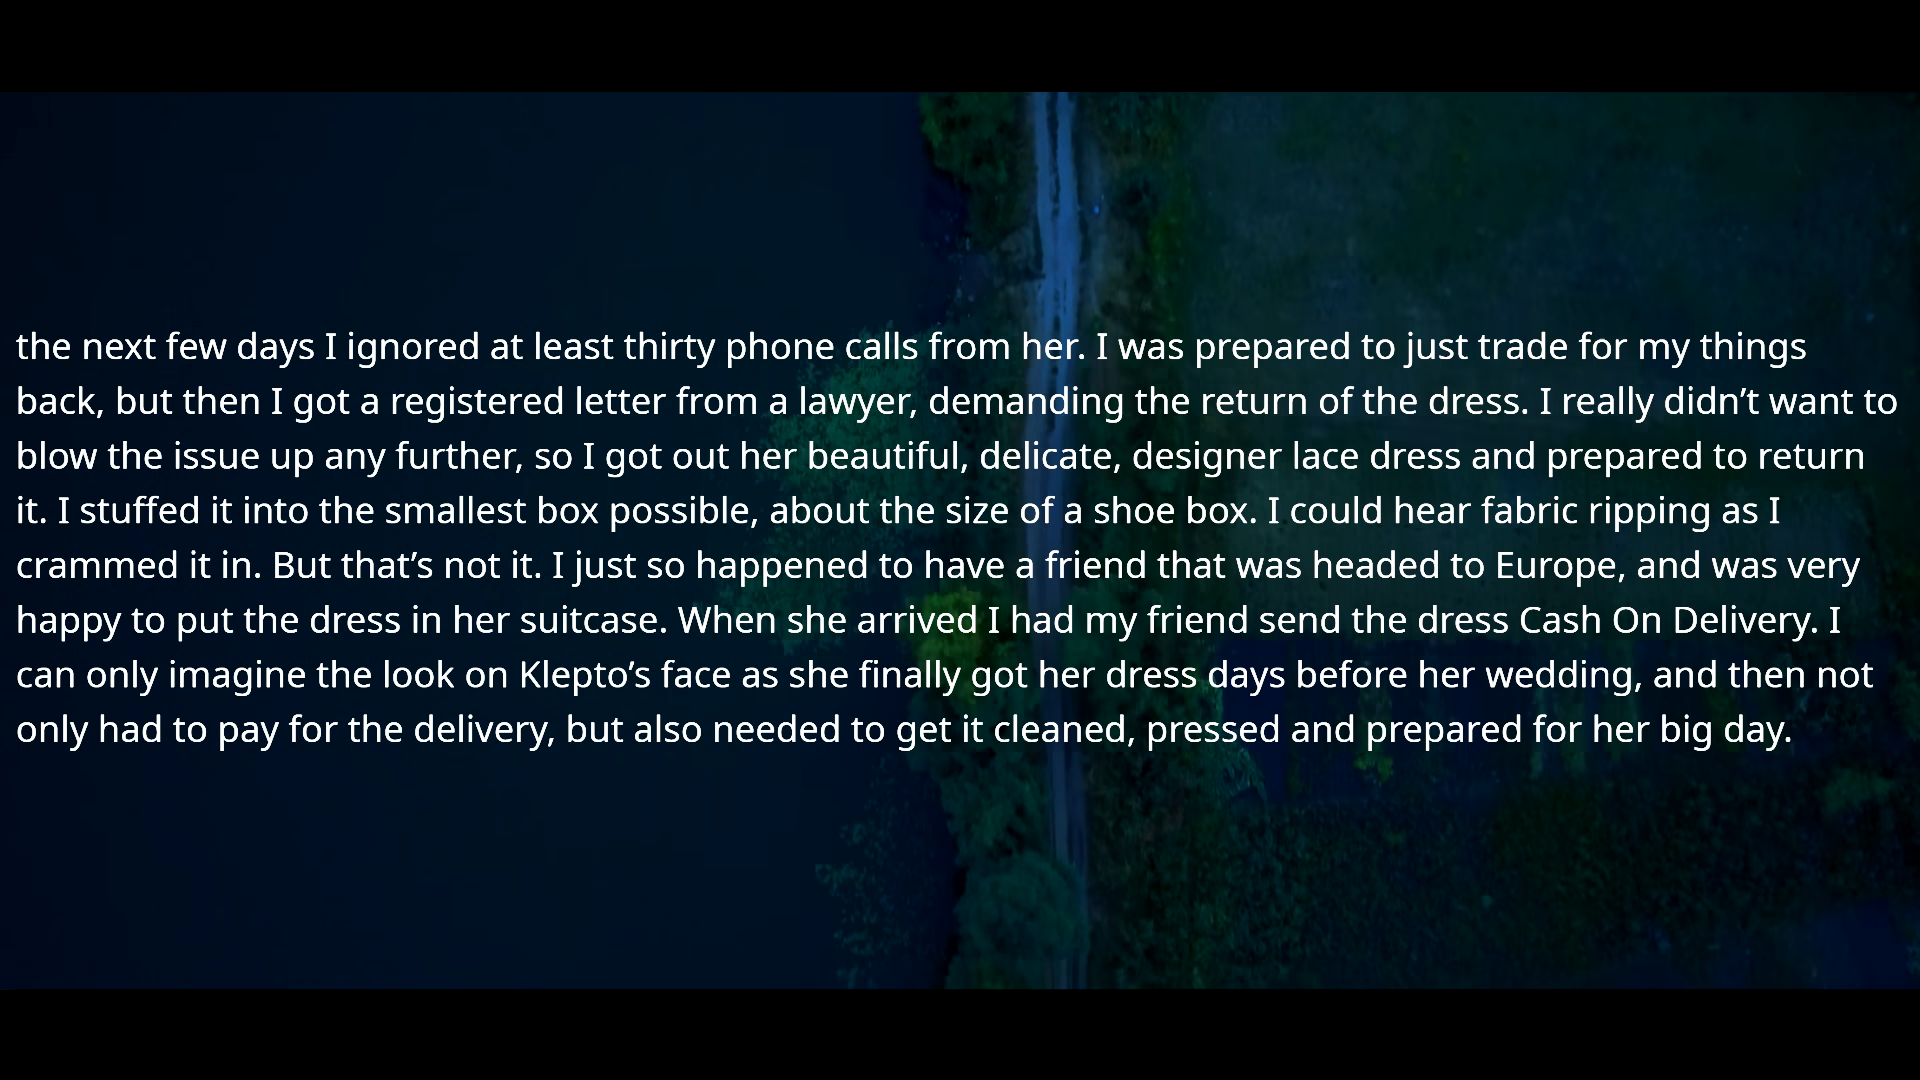 the next few days I ignored at least thirty phone calls from her. I was prepared to just trade for my things
back, but then I got a registered letter from a lawyer, demanding the return of the dress. I really didn’t want to
blow the issue up any further, so I got out her beautiful, delicate, designer lace dress and prepared to return
it. I stuffed it into the smallest box possible, about the size of a shoe box. I could hear fabric ripping as I
crammed it in. But that’s not it. I just so happened to have a friend that was headed to Europe, and was very
happy to put the dress in her suitcase. When she arrived I had my friend send the dress Cash On Delivery. I
can only imagine the look on Klepto’s face as she finally got her dress days before her wedding, and then not
only had to pay for the delivery, but also needed to get it cleaned, pressed and prepared for her big day.